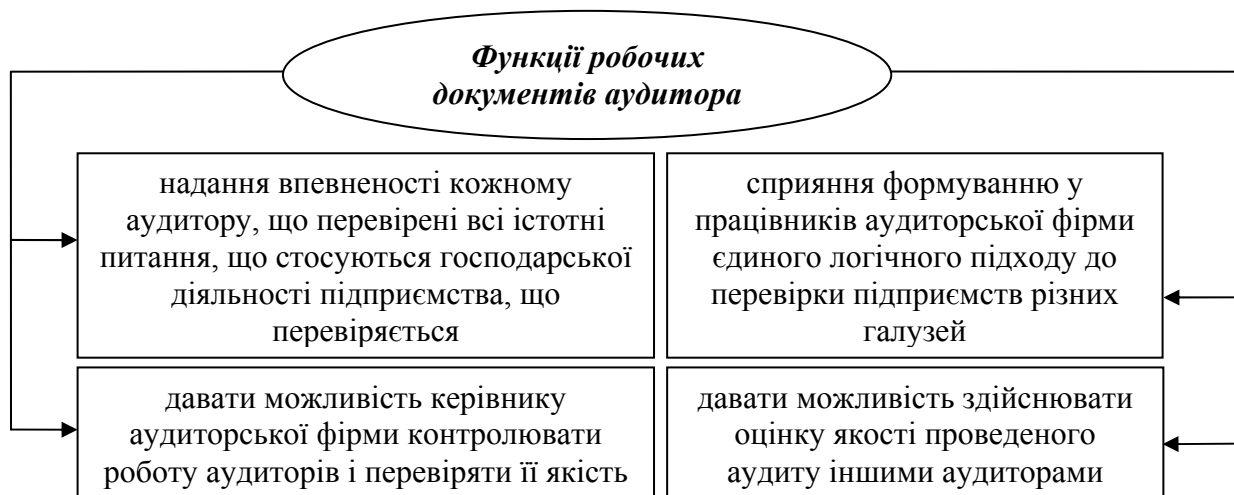 Функції робочих
документів аудитора
надання впевненості кожному
аудитору, що перевірені всі істотні
питання, що стосуються господарської
діяльності підприємства, що
перевіряється
сприяння формуванню у
працівників аудиторської фірми
єдиного логічного підходу до
перевірки підприємств різних
галузей
давати можливість керівнику
аудиторської фірми контролювати
роботу аудиторів і перевіряти її якість
давати можливість здійснювати
оцінку якості проведеного
аудиту іншими аудиторами